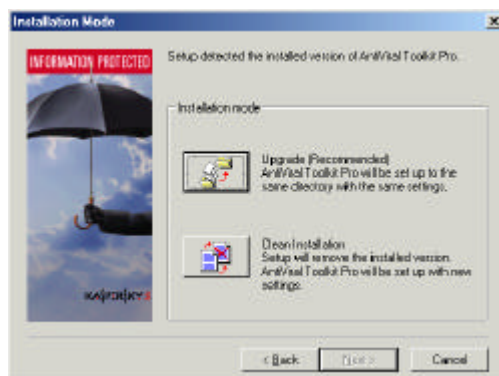 Installation Mode
INFORMATION PROTECTED
Setup detected the installed version of AntiViral Toolkit Pro.
Installation mode
Upgrade (Recommended)
AntiViral Toolkit Pro will be set up to the
same directory with the same settings.
Clean Installation
Setup will remove the installed version.
AntiViral Toolkit Pro will be set up with new
settings.
KASPERSKY
< Back
Next >
Cancel